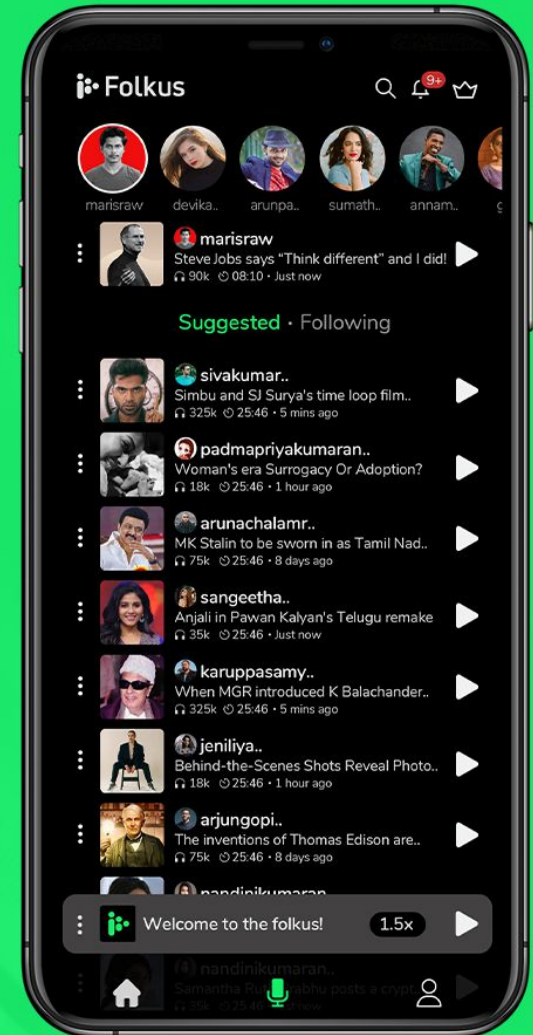 Folkus
9+
marisraw
devika..
arunpa..
sumath..
annam..
g
marisraw
Steve Jobs says “Think different” and I did!
90k 08:10 • Just now
Suggested • Following
sivakumar..
Simbu and SJ Surya's time loop film..
325k 25:46 • 5 mins ago
padmapriyakumaran..
Woman's era Surrogacy Or Adoption?
18k 25:46 • 1 hour ago
arunachalamr..
MK Stalin to be sworn in as Tamil Nad..
75k 25:46 • 8 days ago
sangeetha..
Anjali in Pawan Kalyan's Telugu remake
35k 25:46 • Just now
karuppasamy..
When MGR introduced K Balachander..
325k 25:46 • 5 mins ago
jeniliya..
Behind-the-Scenes Shots Reveal Photo..
18k 25:46 • 1 hour ago
arjungopi..
The inventions of Thomas Edison are..
75k 25:46 • 8 days ago
nandinikumaran
Welcome to the folkus! 1.5x
nandinikumaran..
Samantha posts a crypt..